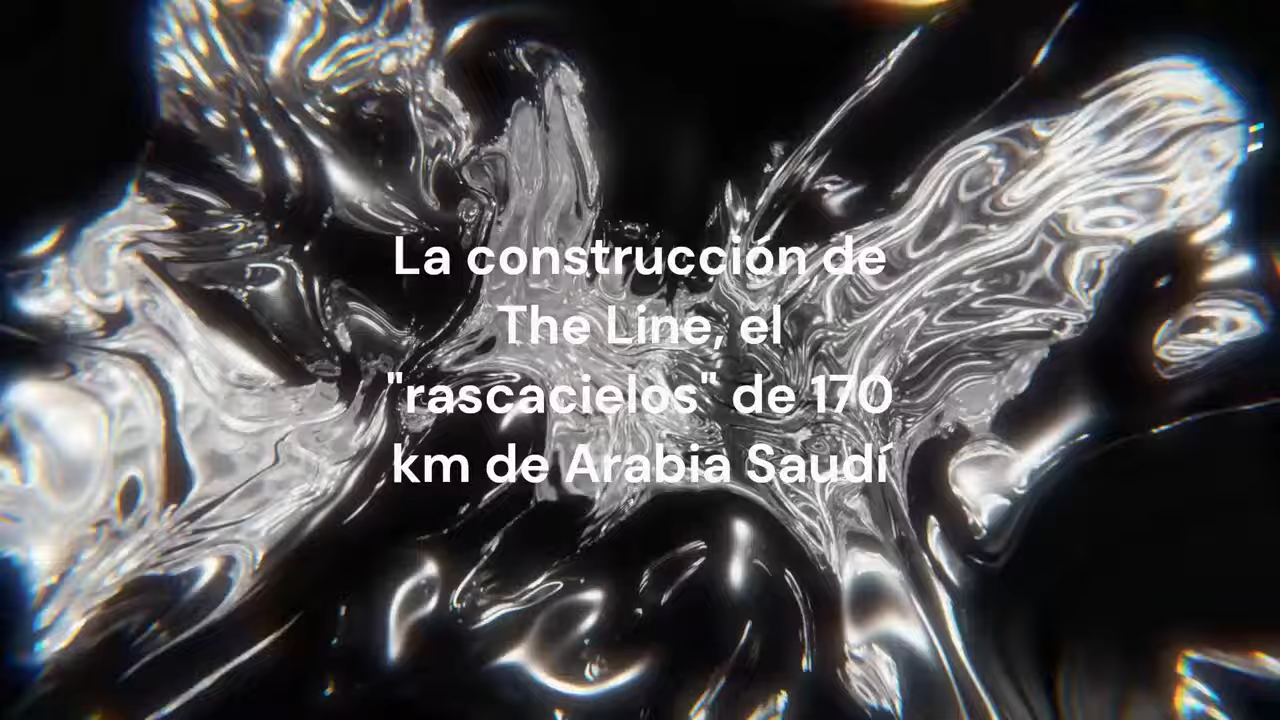 La construcción de
The Line, el
"rascacielos" de 170
km de Arabia Saudí